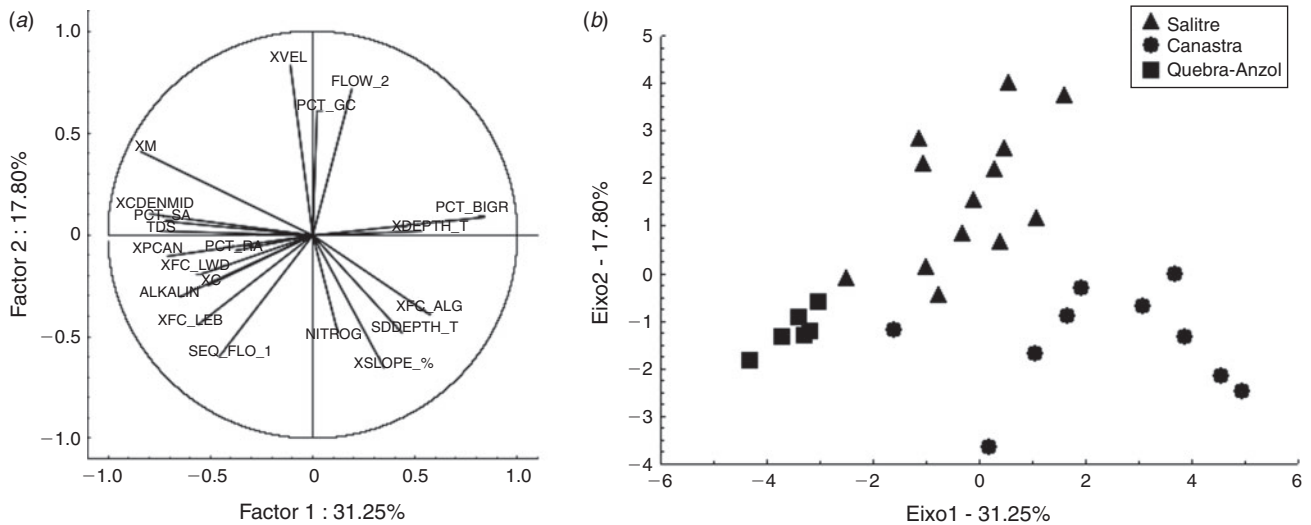 (a)
1.0
0.5
0
−0.5
−1.0
Factor 2 : 17.80%
XVEL
FLOW_2
PCT_GC
XM
XCDENMID
PCT_SA
TDS
XPCAN
PCT_RA
XFC_LWD
XC
ALKALIN
XFC_LEB
SEQ_FLO_1
PCT_BIGR
XDEPTH_T
XFC_ALG
NITROG
SDDEPTH_T
XSLOPE_%
−1.0 −0.5 0 0.5 1.0
Factor 1 : 31.25%
(b)
Salitre
Canastra
Quebra-Anzol
5
4
3
2
1
0
−1
−2
−3
−4
Eixo2 - 17.80%
−6 −4 −2 0 2 4 6
Eixo1 - 31.25%